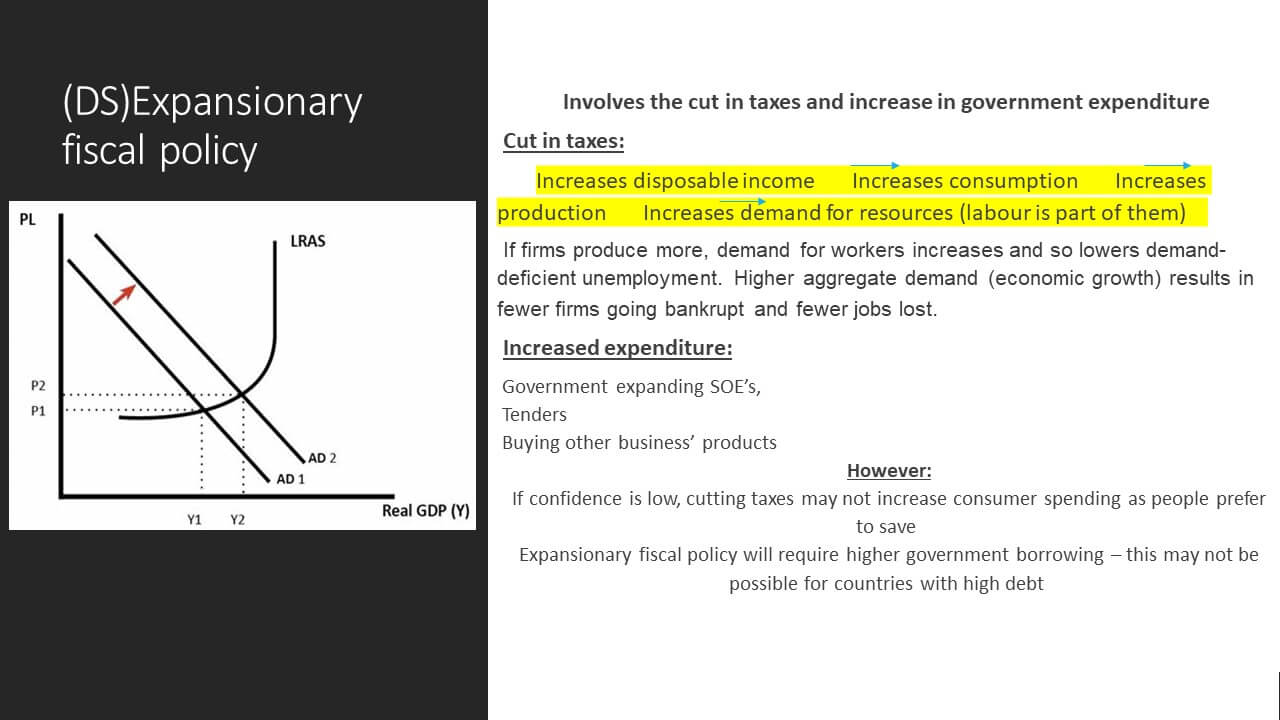 (DS)Expansionary
fiscal policy
PL
LRAS
P2
P1
AD 2
AD 1
Real GDP (Y)
Y1 Y2
Involves the cut in taxes and increase in government expenditure
Cut in taxes:
Increases disposable income Increases consumption Increases
production Increases demand for resources (labour is part of them)
If firms produce more, demand for workers increases and so lowers demand-
deficient unemployment. Higher aggregate demand (economic growth) results in
fewer firms going bankrupt and fewer jobs lost.
Increased expenditure:
Government expanding SOE’s,
Tenders
Buying other business’ products
However:
If confidence is low, cutting taxes may not increase consumer spending as people prefer
to save
Expansionary fiscal policy will require higher government borrowing – this may not be
possible for countries with high debt